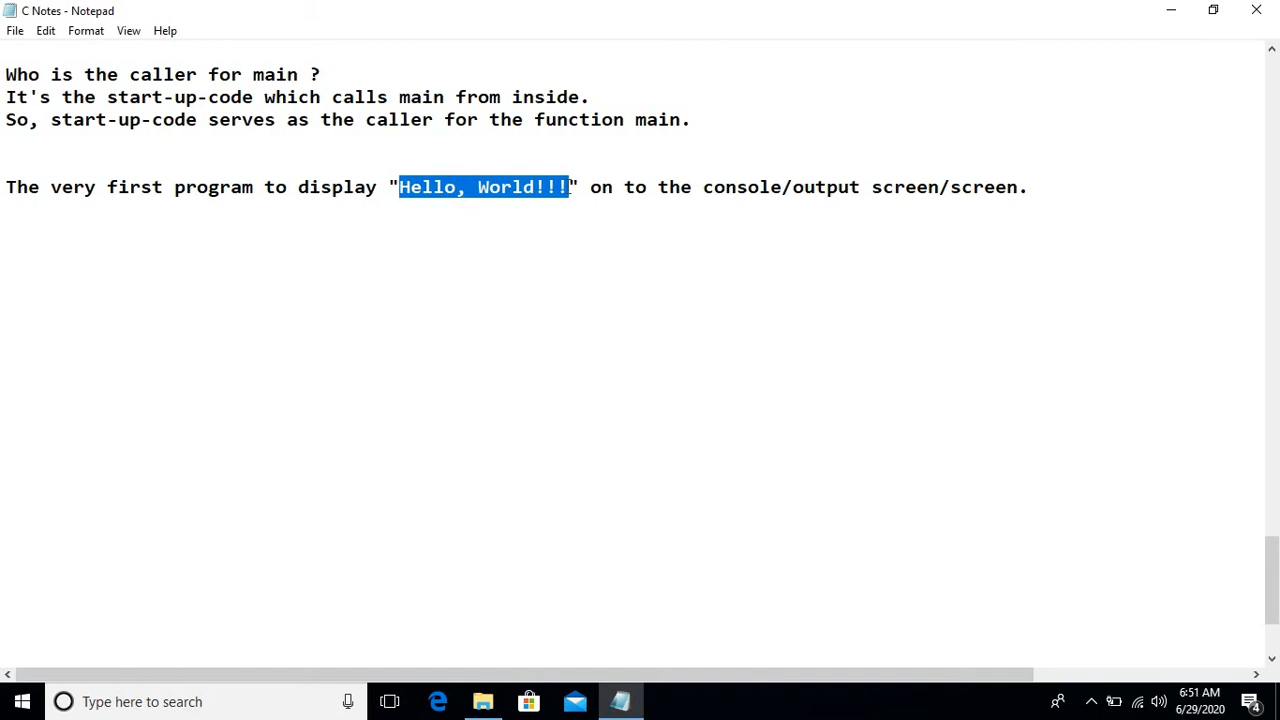 C Notes - Notepad
File Edit Format View Help
Who is the caller for main ?
It's the start-up-code which calls main from inside.
So, start-up-code serves as the caller for the function main.
The very first program to display "Hello, World!!!" on to the console/output screen/screen.
Type here to search
6:51 AM
6/29/2020
4